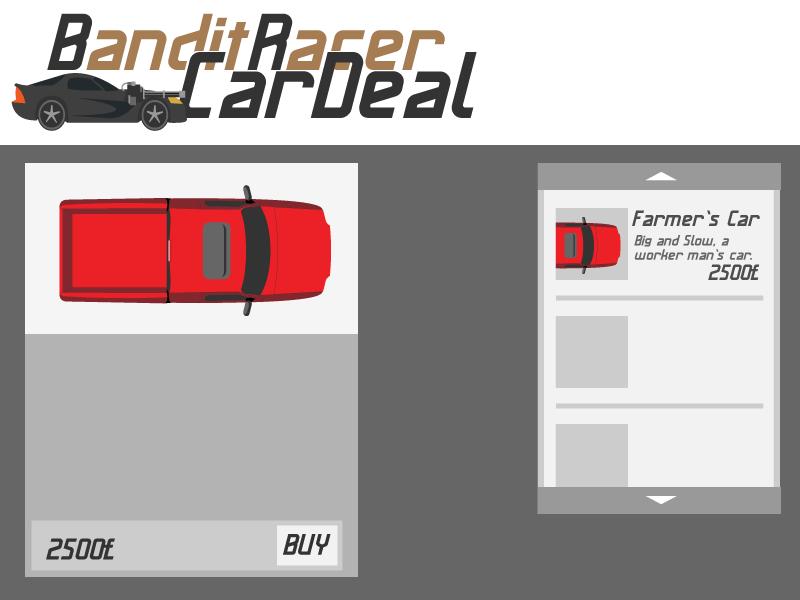 BanditRacer
CarDeal
Farmer's Car
Big and Slow, a
worker man's car.
2500£
2500£
BUY